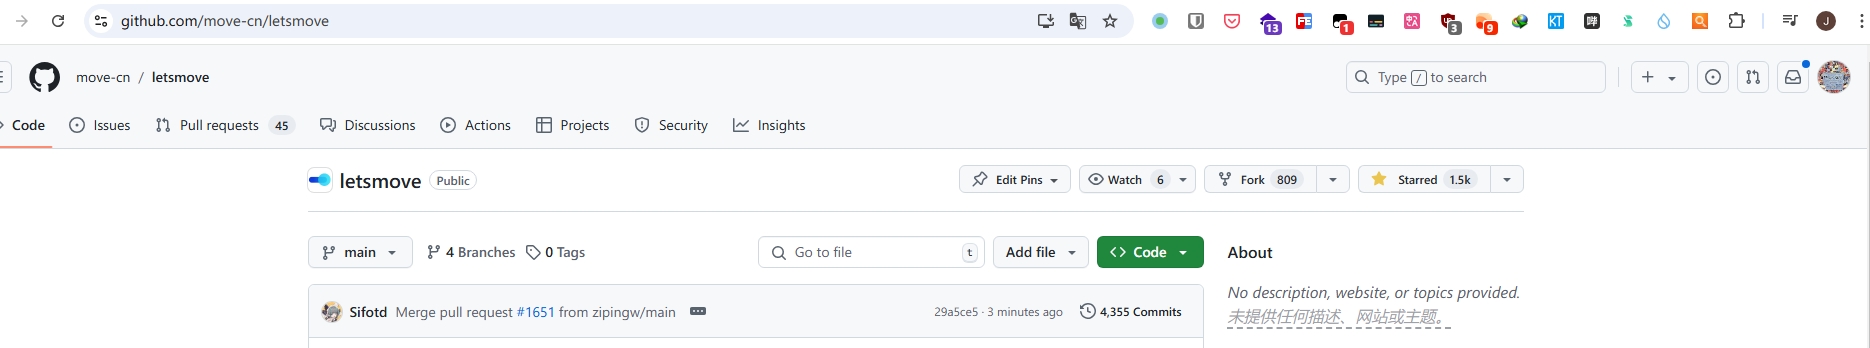 github.com/move-cn/letsmove
13 1 3 9 KT J
move-cn / letsmove
Type / to search
Code Issues Pull requests 45 Discussions Actions Projects Security Insights
letsmove Public
Edit Pins Watch 6 Fork 809 Starred 1.5k
main 4 Branches 0 Tags Go to file t Add file Code
About
Sifotd Merge pull request #1651 from zipingw/main 29a5ce5 · 3 minutes ago 4,355 Commits
No description, website, or topics provided.
未提供任何描述、网站或主题。